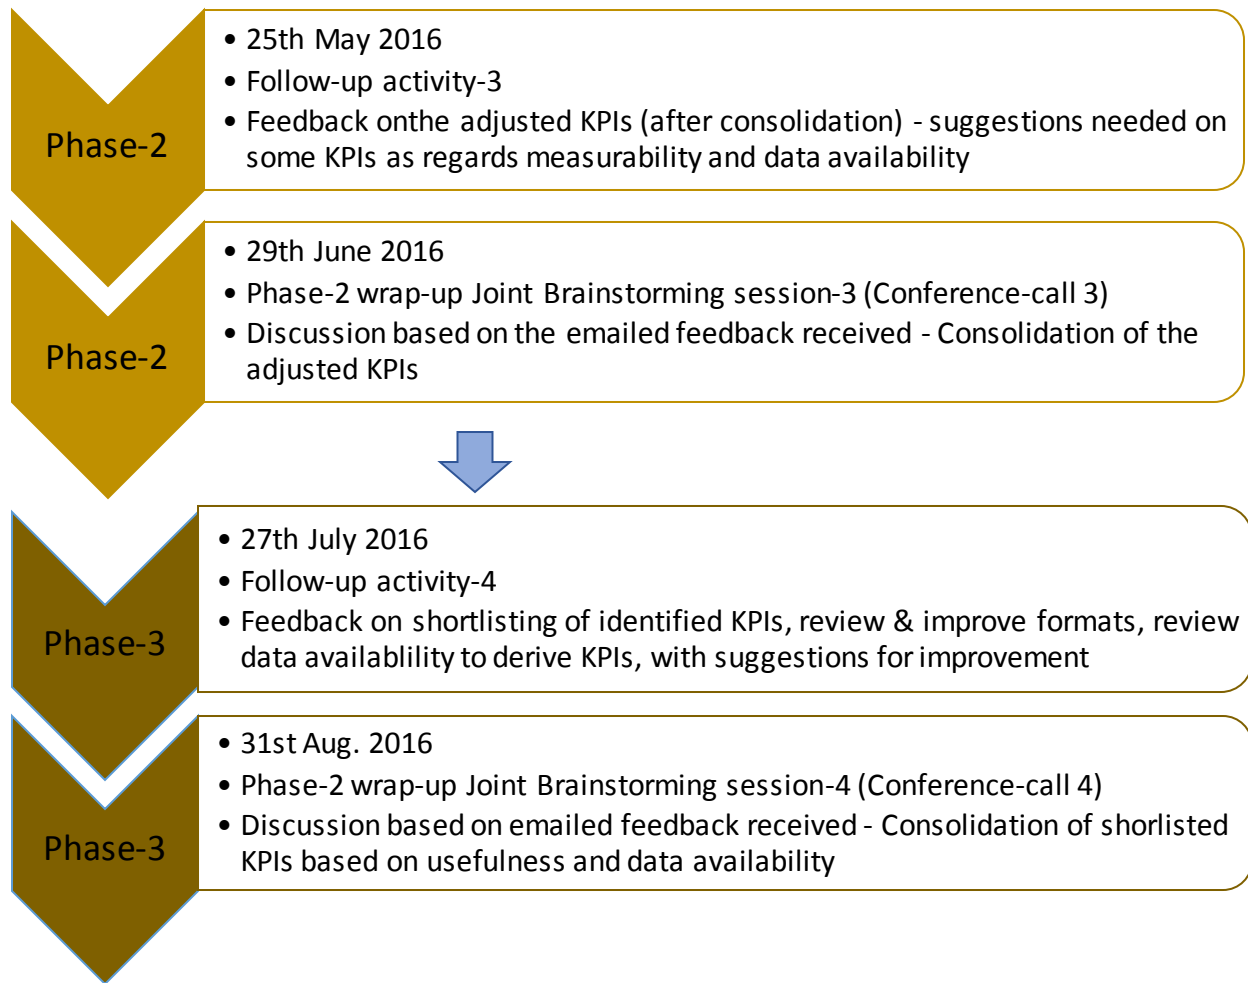 Phase-2
• 25th May 2016
• Follow-up activity-3
• Feedback onthe adjusted KPIs (after consolidation) - suggestions needed on
some KPIs as regards measurability and data availability
Phase-2
• 29th June 2016
• Phase-2 wrap-up Joint Brainstorming session-3 (Conference-call 3)
• Discussion based on the emailed feedback received - Consolidation of the
adjusted KPIs
Phase-3
• 27th July 2016
• Follow-up activity-4
• Feedback on shortlisting of identified KPIs, review & improve formats, review
data availablility to derive KPIs, with suggestions for improvement
Phase-3
• 31st Aug. 2016
• Phase-2 wrap-up Joint Brainstorming session-4 (Conference-call 4)
• Discussion based on emailed feedback received - Consolidation of shorlisted
KPIs based on usefulness and data availability